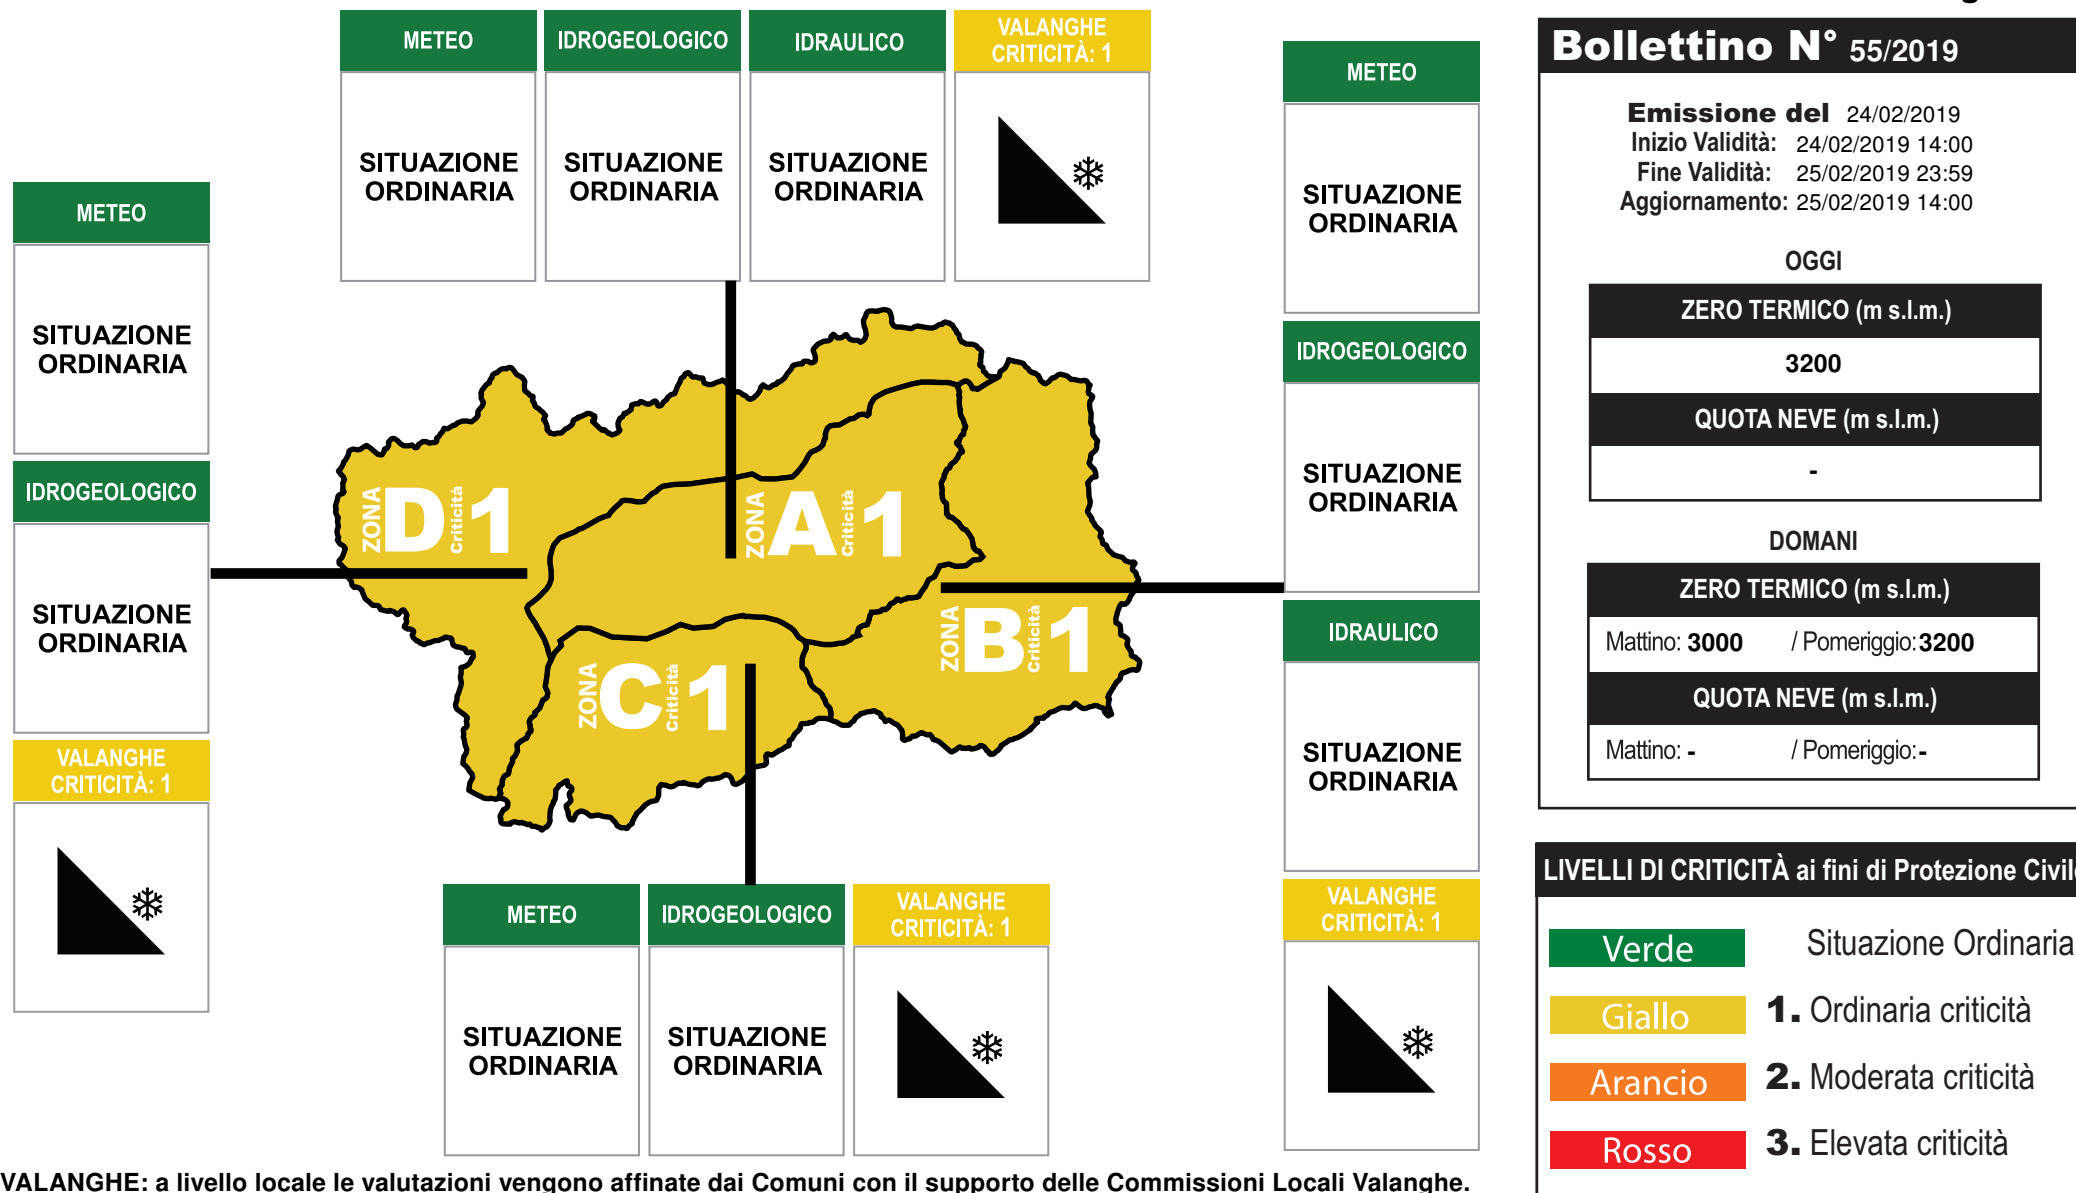 METEO
IDROGEOLOGICO
IDRAULICO
VALANGHE
CRITICITÀ: 1
SITUAZIONE
ORDINARIA
SITUAZIONE
ORDINARIA
SITUAZIONE
ORDINARIA
METEO
SITUAZIONE
ORDINARIA
IDROGEOLOGICO
SITUAZIONE
ORDINARIA
VALANGHE
CRITICITÀ: 1
ZONA D Criticità 1
ZONA A Criticità 1
ZONA B Criticità 1
ZONA C Criticità 1
METEO
SITUAZIONE
ORDINARIA
IDROGEOLOGICO
SITUAZIONE
ORDINARIA
IDRAULICO
SITUAZIONE
ORDINARIA
VALANGHE
CRITICITÀ: 1
METEO
IDROGEOLOGICO
VALANGHE
CRITICITÀ: 1
SITUAZIONE
ORDINARIA
SITUAZIONE
ORDINARIA
VALANGHE: a livello locale le valutazioni vengono affinate dai Comuni con il supporto delle Commissioni Locali Valanghe.
Bollettino N° 55/2019
Emissione del 24/02/2019
Inizio Validità: 24/02/2019 14:00
Fine Validità: 25/02/2019 23:59
Aggiornamento: 25/02/2019 14:00
OGGI
ZERO TERMICO (m s.l.m.)
3200
QUOTA NEVE (m s.l.m.)
-
DOMANI
ZERO TERMICO (m s.l.m.)
Mattino: 3000 / Pomeriggio: 3200
QUOTA NEVE (m s.l.m.)
Mattino: - / Pomeriggio: -
LIVELLI DI CRITICITÀ ai fini di Protezione Civile
Verde Situazione Ordinaria
Giallo 1. Ordinaria criticità
Arancio 2. Moderata criticità
Rosso 3. Elevata criticità